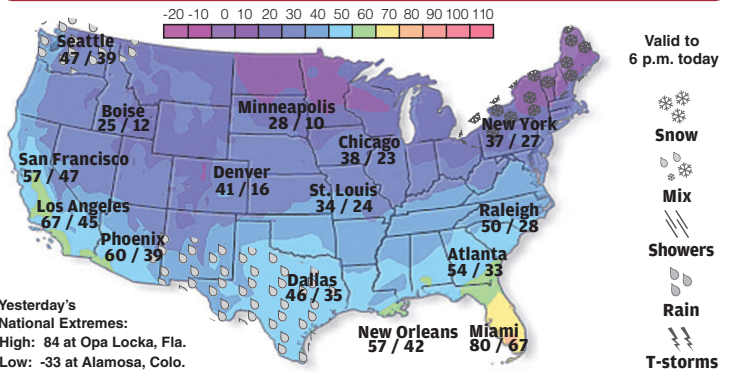 -20 -10 0 10 20 30 40 50 60 70 80 90 100 110
Seattle
47 / 39
Boise
25 / 12
Minneapolis
28 / 10
New York
37 / 27
Chicago
38 / 23
San Francisco
57 / 47
Denver
41 / 16
St. Louis
34 / 24
Los Angeles
67 / 45
Raleigh
50 / 28
Phoenix
60 / 39
Atlanta
54 / 33
Dallas
46 / 35
New Orleans
57 / 42
Miami
80 / 67
Yesterday's
National Extremes:
High: 84 at Opa Locka, Fla.
Low: -33 at Alamosa, Colo.
Valid to
6 p.m. today
Snow
Mix
Showers
Rain
T-storms